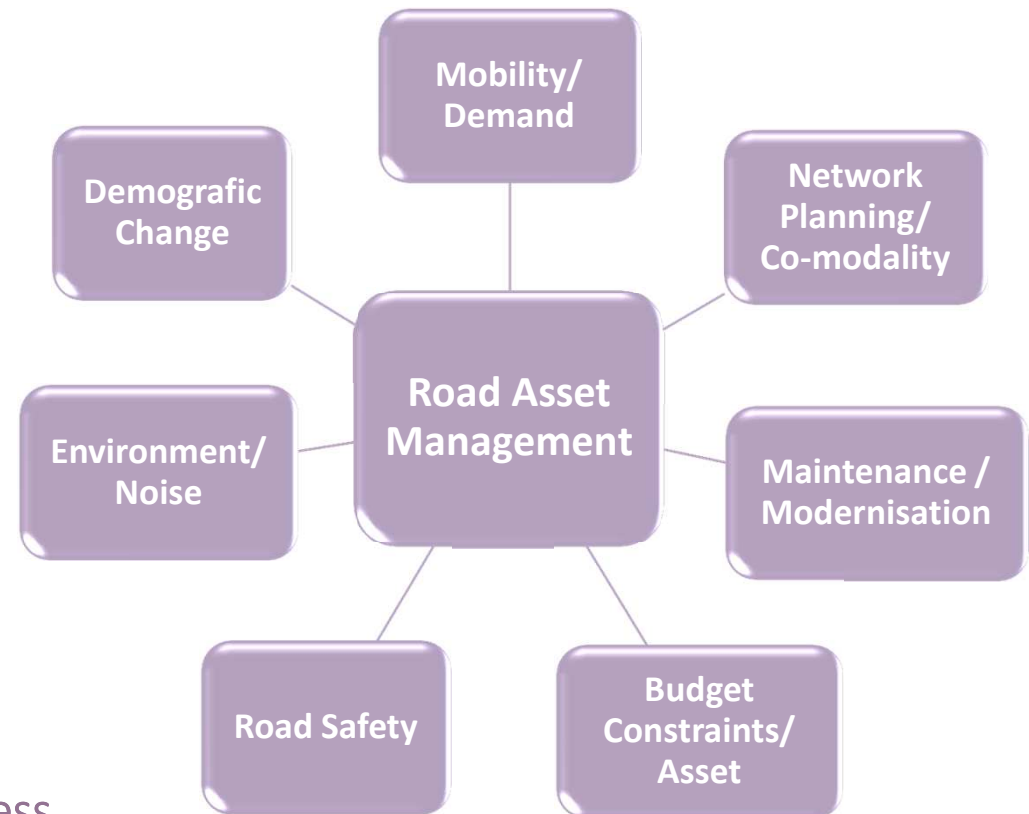 Mobility/
Demand
Demografic
Change
Network
Planning/
Co-modality
Road Asset
Management
Environment/
Noise
Maintenance /
Modernisation
Road Safety
Budget
Constraints/
Asset